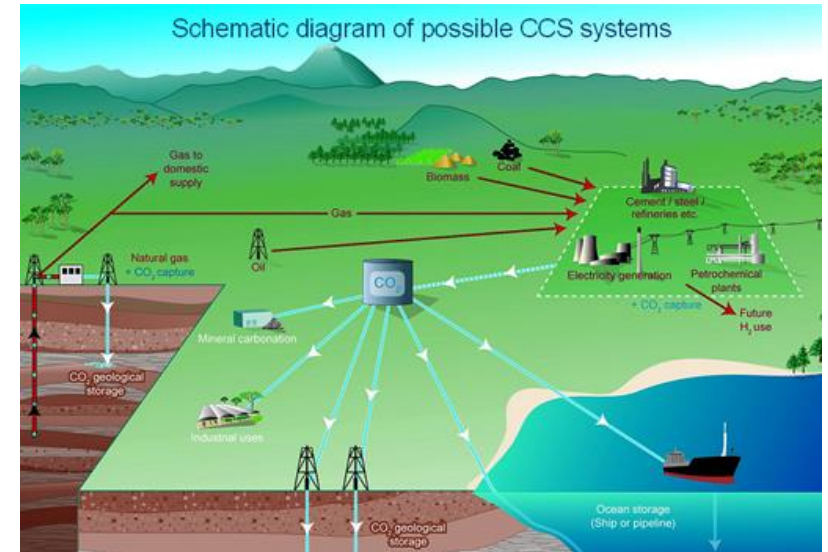 Schematic diagram of possible CCS systems
Gas to
domestic
supply
Biomass
Coal
Cement / steel /
refineries etc.
Gas
Oil
Natural gas
+ CO₂ capture
CO₂
Electricity generation
Petrochemical
plants
+ CO₂ capture
Future
H₂ use
Mineral carbonation
CO₂ geological
storage
Industrial uses
CO₂ geological
storage
Ocean storage
(Ship or pipeline)